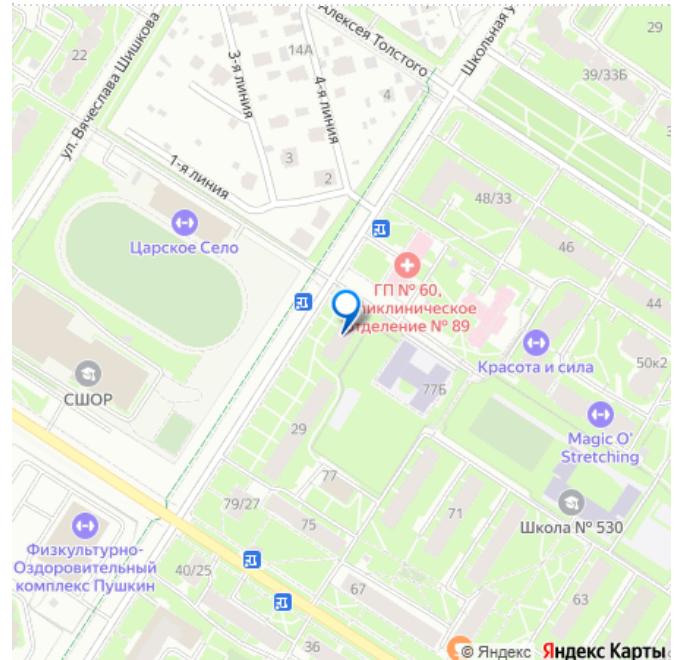 29
Алексея Толстого
Школьная у
14А
22
3-я линия
4-я линия
39/33Б
ул. Вячеслава Шишкова
4
3
1-я линия
2
48/33
Царское Село
46
ГП № 60,
иклиническое
отделение № 89
44
Красота и сила
50к2
СШОР
77Б
29
Magic O'
Stretching
77
79/27
75
71
Школа № 530
Физкультурно-
Оздоровительный
комплекс Пушкин
40/25
67
63
36
© Яндекс Яндекс Карты